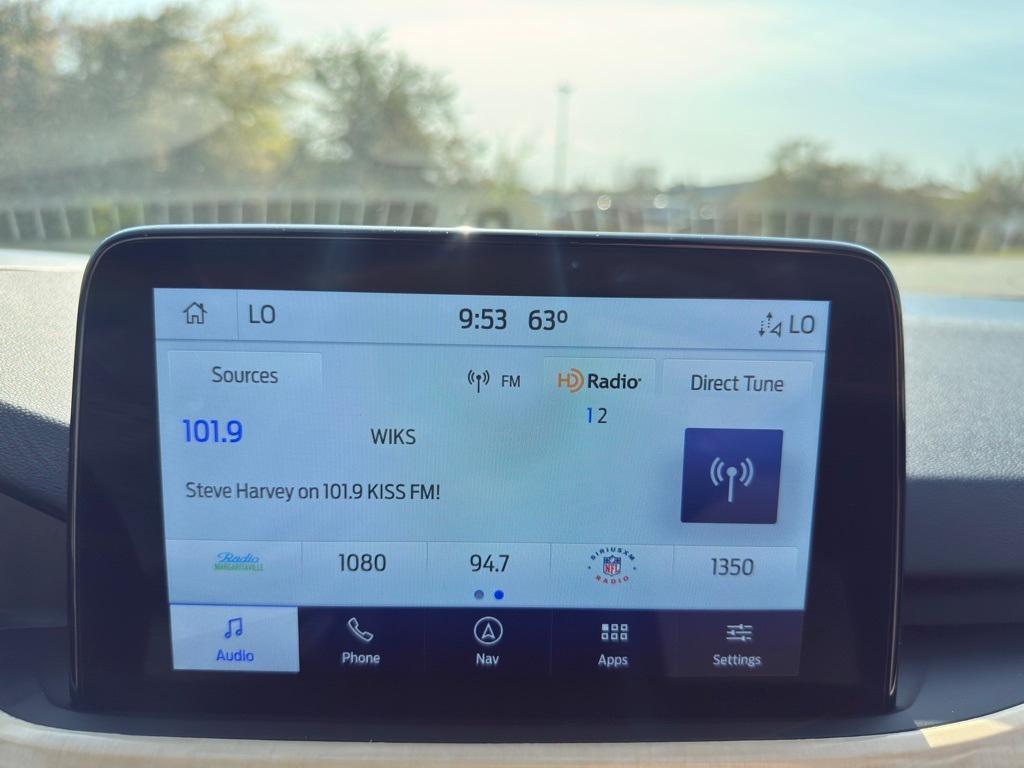 LO 9:53 63º LO
Sources FM HD Radio Direct Tune
1 2
101.9 WIKS
Steve Harvey on 101.9 KISS FM!
Radio MARGARITAVILLE 1080 94.7 SIRIUSXM NFL RADIO 1350
Audio Phone Nav Apps Settings